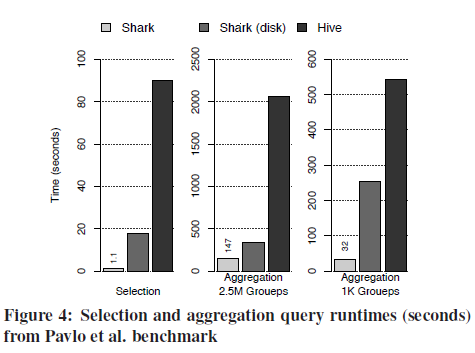 Shark Shark (disk) Hive
Time (seconds)
0 20 40 60 80 100
1.1
Selection
0 500 1000 1500 2000 2500
147
Aggregation
2.5M Groueps
0 100 200 300 400 500 600
32
Aggregation
1K Groueps
Figure 4: Selection and aggregation query runtimes (seconds)
from Pavlo et al. benchmark